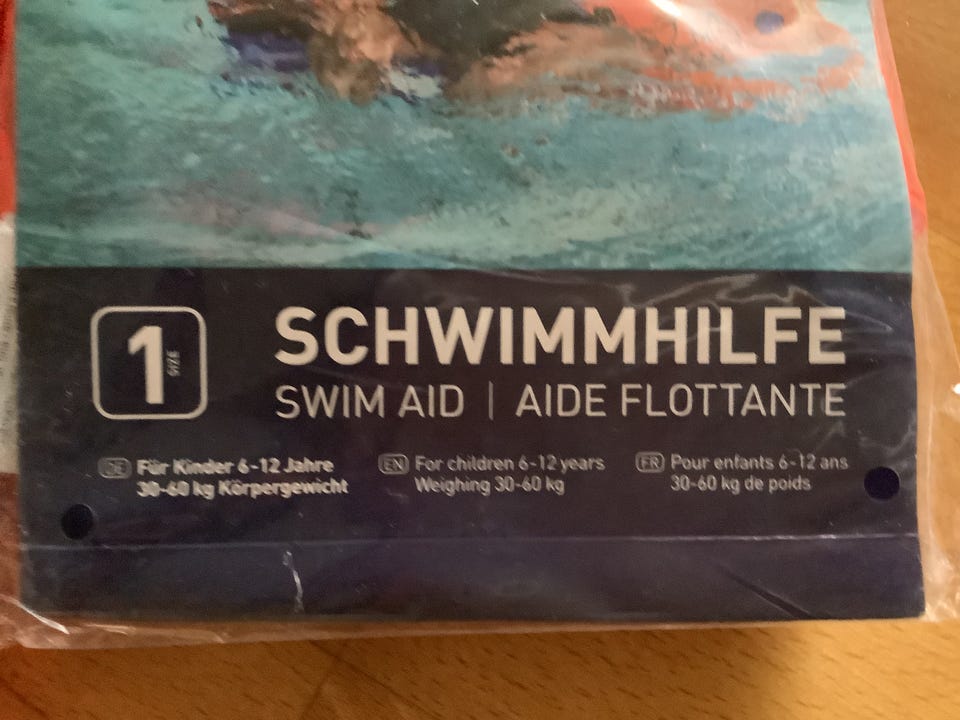 1 SIZE
SCHWIMMHILFE
SWIM AID | AIDE FLOTTANTE
DE Für Kinder 6-12 Jahre
30-60 kg Körpergewicht
EN For children 6-12 years
Weighing 30-60 kg
FR Pour enfants 6-12 ans
30-60 kg de poids